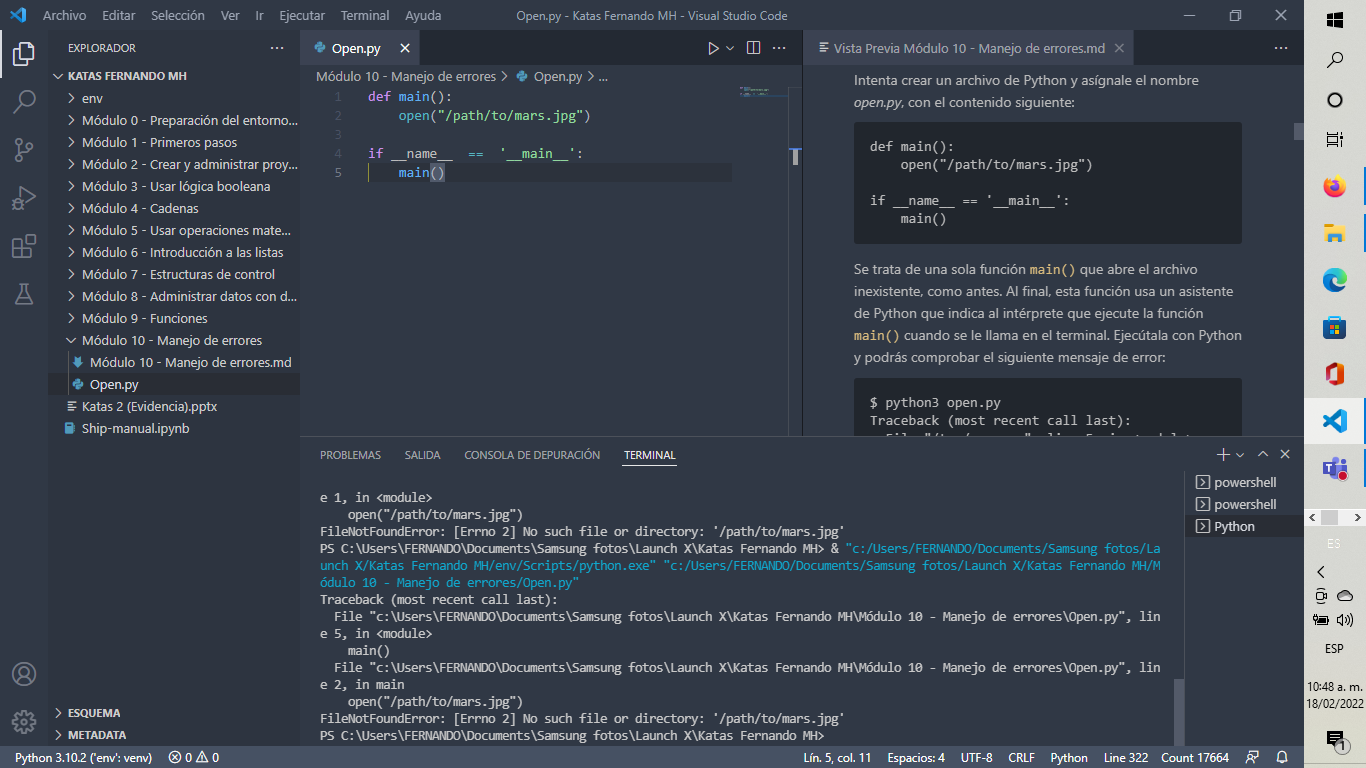 Archivo Editar Selección Ver Ir Ejecutar Terminal Ayuda
Open.py - Katas Fernando MH - Visual Studio Code
EXPLORADOR
KATAS FERNANDO MH
env
Módulo 0 - Preparación del entorno...
Módulo 1 - Primeros pasos
Módulo 2 - Crear y administrar proy...
Módulo 3 - Usar lógica booleana
Módulo 4 - Cadenas
Módulo 5 - Usar operaciones mate...
Módulo 6 - Introducción a las listas
Módulo 7 - Estructuras de control
Módulo 8 - Administrar datos con d...
Módulo 9 - Funciones
Módulo 10 - Manejo de errores
Módulo 10 - Manejo de errores.md
Open.py
Katas 2 (Evidencia).pptx
Ship-manual.ipynb
ESQUEMA
METADATA
Open.py
Módulo 10 - Manejo de errores > Open.py > ...
1 def main():
2 open("/path/to/mars.jpg")
3
4 if __name__ == '__main__':
5 main()
Vista Previa Módulo 10 - Manejo de errores.md
Intenta crear un archivo de Python y asígnale el nombre
open.py, con el contenido siguiente:
def main():
open("/path/to/mars.jpg")
if __name__ == '__main__':
main()
Se trata de una sola función main() que abre el archivo
inexistente, como antes. Al final, esta función usa un asistente
de Python que indica al intérprete que ejecute la función
main() cuando se le llama en el terminal. Ejecútala con Python
y podrás comprobar el siguiente mensaje de error:
$ python3 open.py
Traceback (most recent call last):
PROBLEMAS SALIDA CONSOLA DE DEPURACIÓN TERMINAL
e 1, in <module>
open("/path/to/mars.jpg")
FileNotFoundError: [Errno 2] No such file or directory: '/path/to/mars.jpg'
PS C:\Users\FERNANDO\Documents\Samsung fotos\Launch X\Katas Fernando MH> & "c:/Users/FERNANDO/Documents/Samsung fotos/La
unch X/Katas Fernando MH/env/Scripts/python.exe" "c:/Users/FERNANDO/Documents/Samsung fotos/Launch X/Katas Fernando MH/M
ódulo 10 - Manejo de errores/Open.py"
Traceback (most recent call last):
File "c:\Users\FERNANDO\Documents\Samsung fotos\Launch X\Katas Fernando MH\Módulo 10 - Manejo de errores\Open.py", lin
e 5, in <module>
main()
File "c:\Users\FERNANDO\Documents\Samsung fotos\Launch X\Katas Fernando MH\Módulo 10 - Manejo de errores\Open.py", lin
e 2, in main
open("/path/to/mars.jpg")
FileNotFoundError: [Errno 2] No such file or directory: '/path/to/mars.jpg'
PS C:\Users\FERNANDO\Documents\Samsung fotos\Launch X\Katas Fernando MH>
powershell
powershell
Python
Python 3.10.2 ('env': venv) 0 0
Lín. 5, col. 11 Espacios: 4 UTF-8 CRLF Python Line 322 Count 17664
ES
ESP
10:48 a. m.
18/02/2022
1